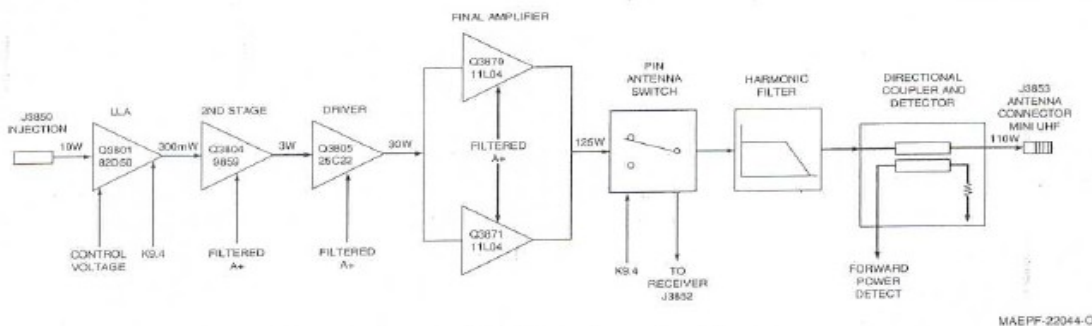 FINAL AMPLIFIER
Q3870
11L04
PIN
ANTENNA
SWITCH
HARMONIC
FILTER
DIRECTIONAL
COUPLER AND
DETECTOR
J3853
ANTENNA
CONNECTOR
MINI UHF
J3850
INJECTION
LLA
2ND STAGE
DRIVER
10W
Q3801
82D50
300mW
Q3804
9859
3W
Q3805
25C22
30W
FILTERED
A+
125W
110W
Q3871
11L04
CONTROL
VOLTAGE
K9.4
FILTERED
A+
FILTERED
A+
K9.4
TO
RECEIVER
J3852
FORWARD
POWER
DETECT
MAEPF-22044-O